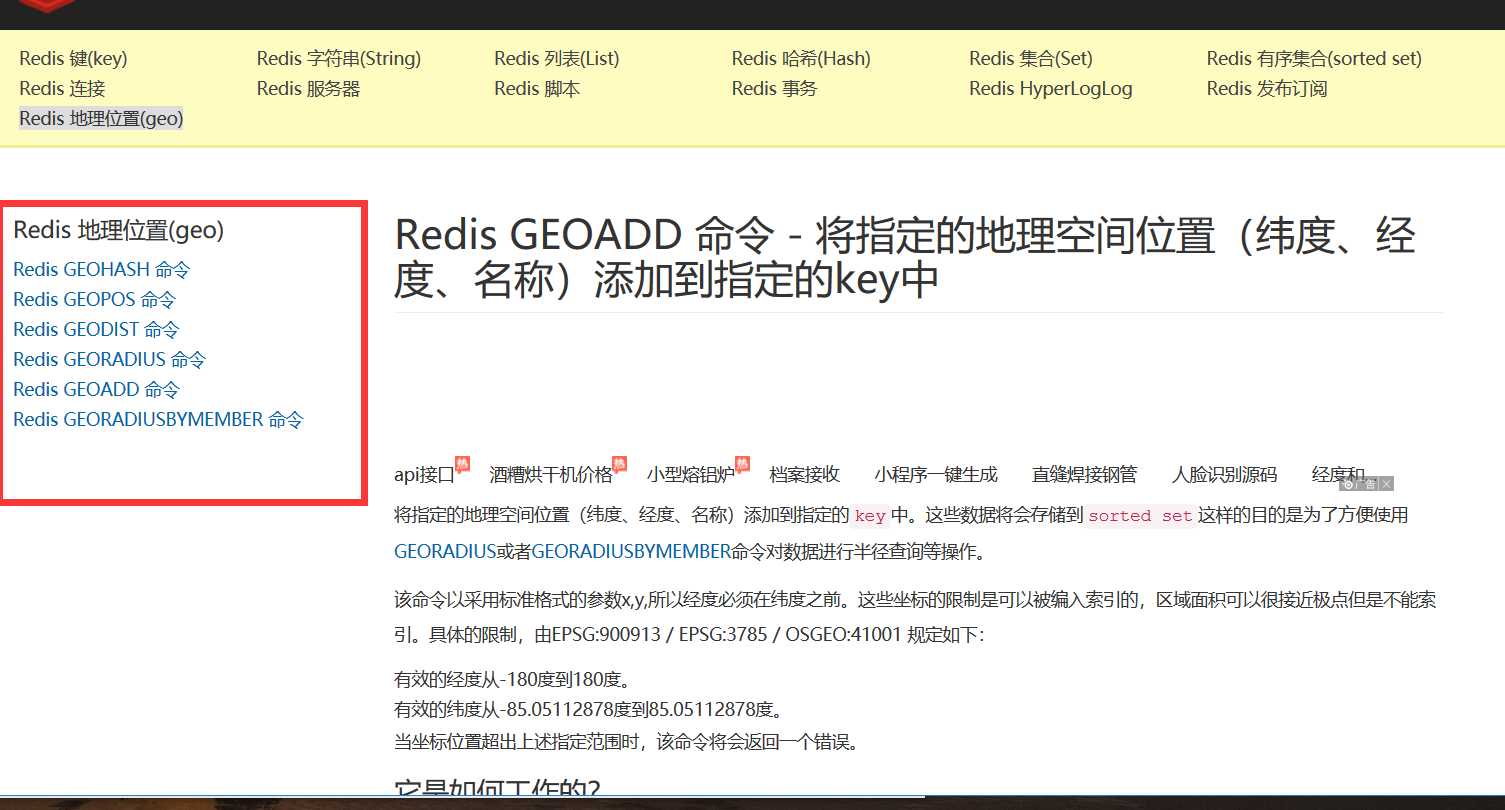 Redis 键(key) Redis 字符串(String) Redis 列表(List) Redis 哈希(Hash) Redis 集合(Set) Redis 有序集合(sorted set)
Redis 连接 Redis 服务器 Redis 脚本 Redis 事务 Redis HyperLogLog Redis 发布订阅
Redis 地理位置(geo)
Redis 地理位置(geo)
Redis GEOHASH 命令
Redis GEOPOS 命令
Redis GEODIST 命令
Redis GEORADIUS 命令
Redis GEOADD 命令
Redis GEORADIUSBYMEMBER 命令
Redis GEOADD 命令 - 将指定的地理空间位置（纬度、经
度、名称）添加到指定的key中
api接口热 酒糟烘干机价格热 小型熔铝炉热 档案接收 小程序一键生成 直缝焊接钢管 人脸识别源码 经度和...
广告 X
将指定的地理空间位置（纬度、经度、名称）添加到指定的 key 中。这些数据将会存储到 sorted set 这样的目的是为了方便使用
GEORADIUS或者GEORADIUSBYMEMBER命令对数据进行半径查询等操作。
该命令以采用标准格式的参数x,y,所以经度必须在纬度之前。这些坐标的限制是可以被编入索引的，区域面积可以很接近极点但是不能索
引。具体的限制，由EPSG:900913 / EPSG:3785 / OSGEO:41001 规定如下：
有效的经度从-180度到180度。
有效的纬度从-85.05112878度到85.05112878度。
当坐标位置超出上述指定范围时，该命令将会返回一个错误。
它是如何工作的？